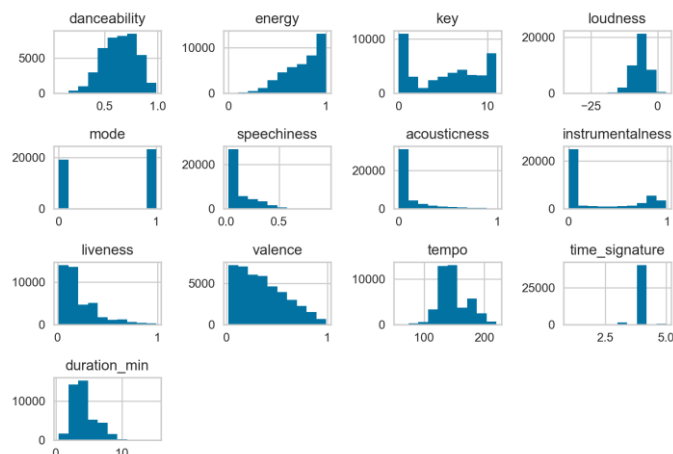 danceability energy key loudness
5000 0 0.5 1.0
10000 0 0 1
10000 5000 0 0 10
20000 0 −25 0
mode speechiness acousticness instrumentalness
20000 0 0 1
20000 0 0.0 0.5
20000 0 0 1
20000 0 0 1
liveness valence tempo time_signature
10000 0 0 1
5000 0 0 1
10000 0 100 200
25000 0 2.5 5.0
duration_min
10000 0 0 10